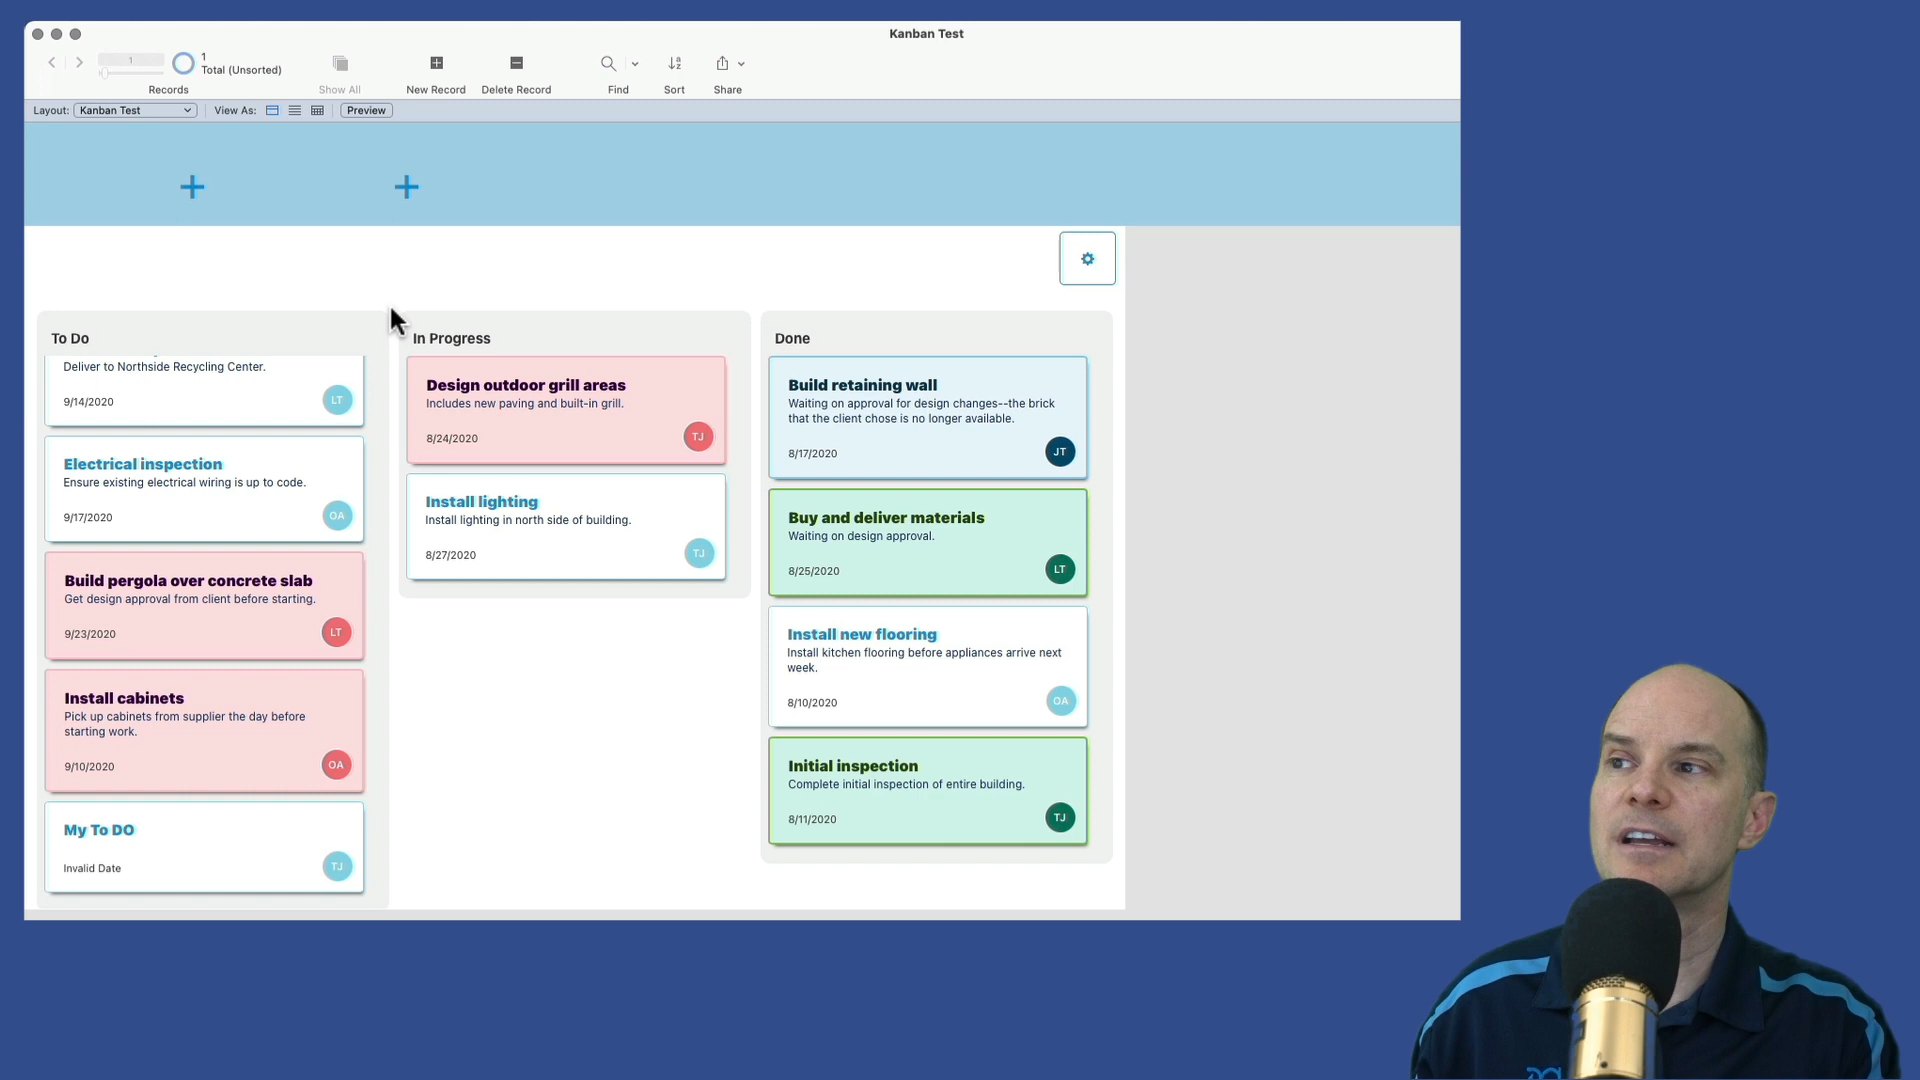 Kanban Test
1
1
Total (Unsorted)
Records
Show All
New Record
Delete Record
Find
Sort
Share
Layout: Kanban Test
View As:
Preview
To Do
Deliver to Northside Recycling Center.
9/14/2020
LT
Electrical inspection
Ensure existing electrical wiring is up to code.
9/17/2020
OA
Build pergola over concrete slab
Get design approval from client before starting.
9/23/2020
LT
Install cabinets
Pick up cabinets from supplier the day before
starting work.
9/10/2020
OA
My To DO
Invalid Date
TJ
In Progress
Design outdoor grill areas
Includes new paving and built-in grill.
8/24/2020
TJ
Install lighting
Install lighting in north side of building.
8/27/2020
TJ
Done
Build retaining wall
Waiting on approval for design changes--the brick
that the client chose is no longer available.
8/17/2020
JT
Buy and deliver materials
Waiting on design approval.
8/25/2020
LT
Install new flooring
Install kitchen flooring before appliances arrive next
week.
8/10/2020
OA
Initial inspection
Complete initial inspection of entire building.
8/11/2020
TJ